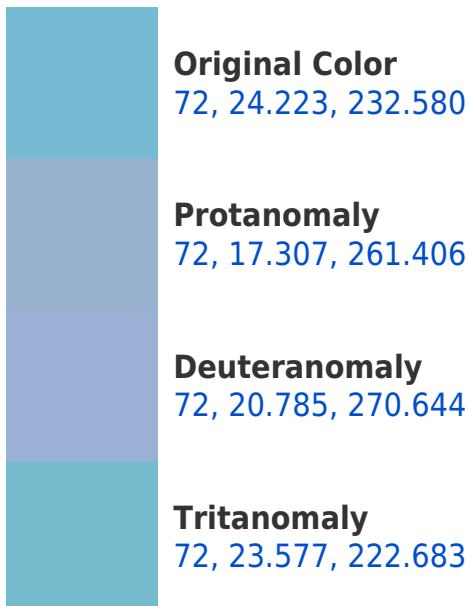 Original Color
72, 24.223, 232.580
Protanomaly
72, 17.307, 261.406
Deuteranomaly
72, 20.785, 270.644
Tritanomaly
72, 23.577, 222.683